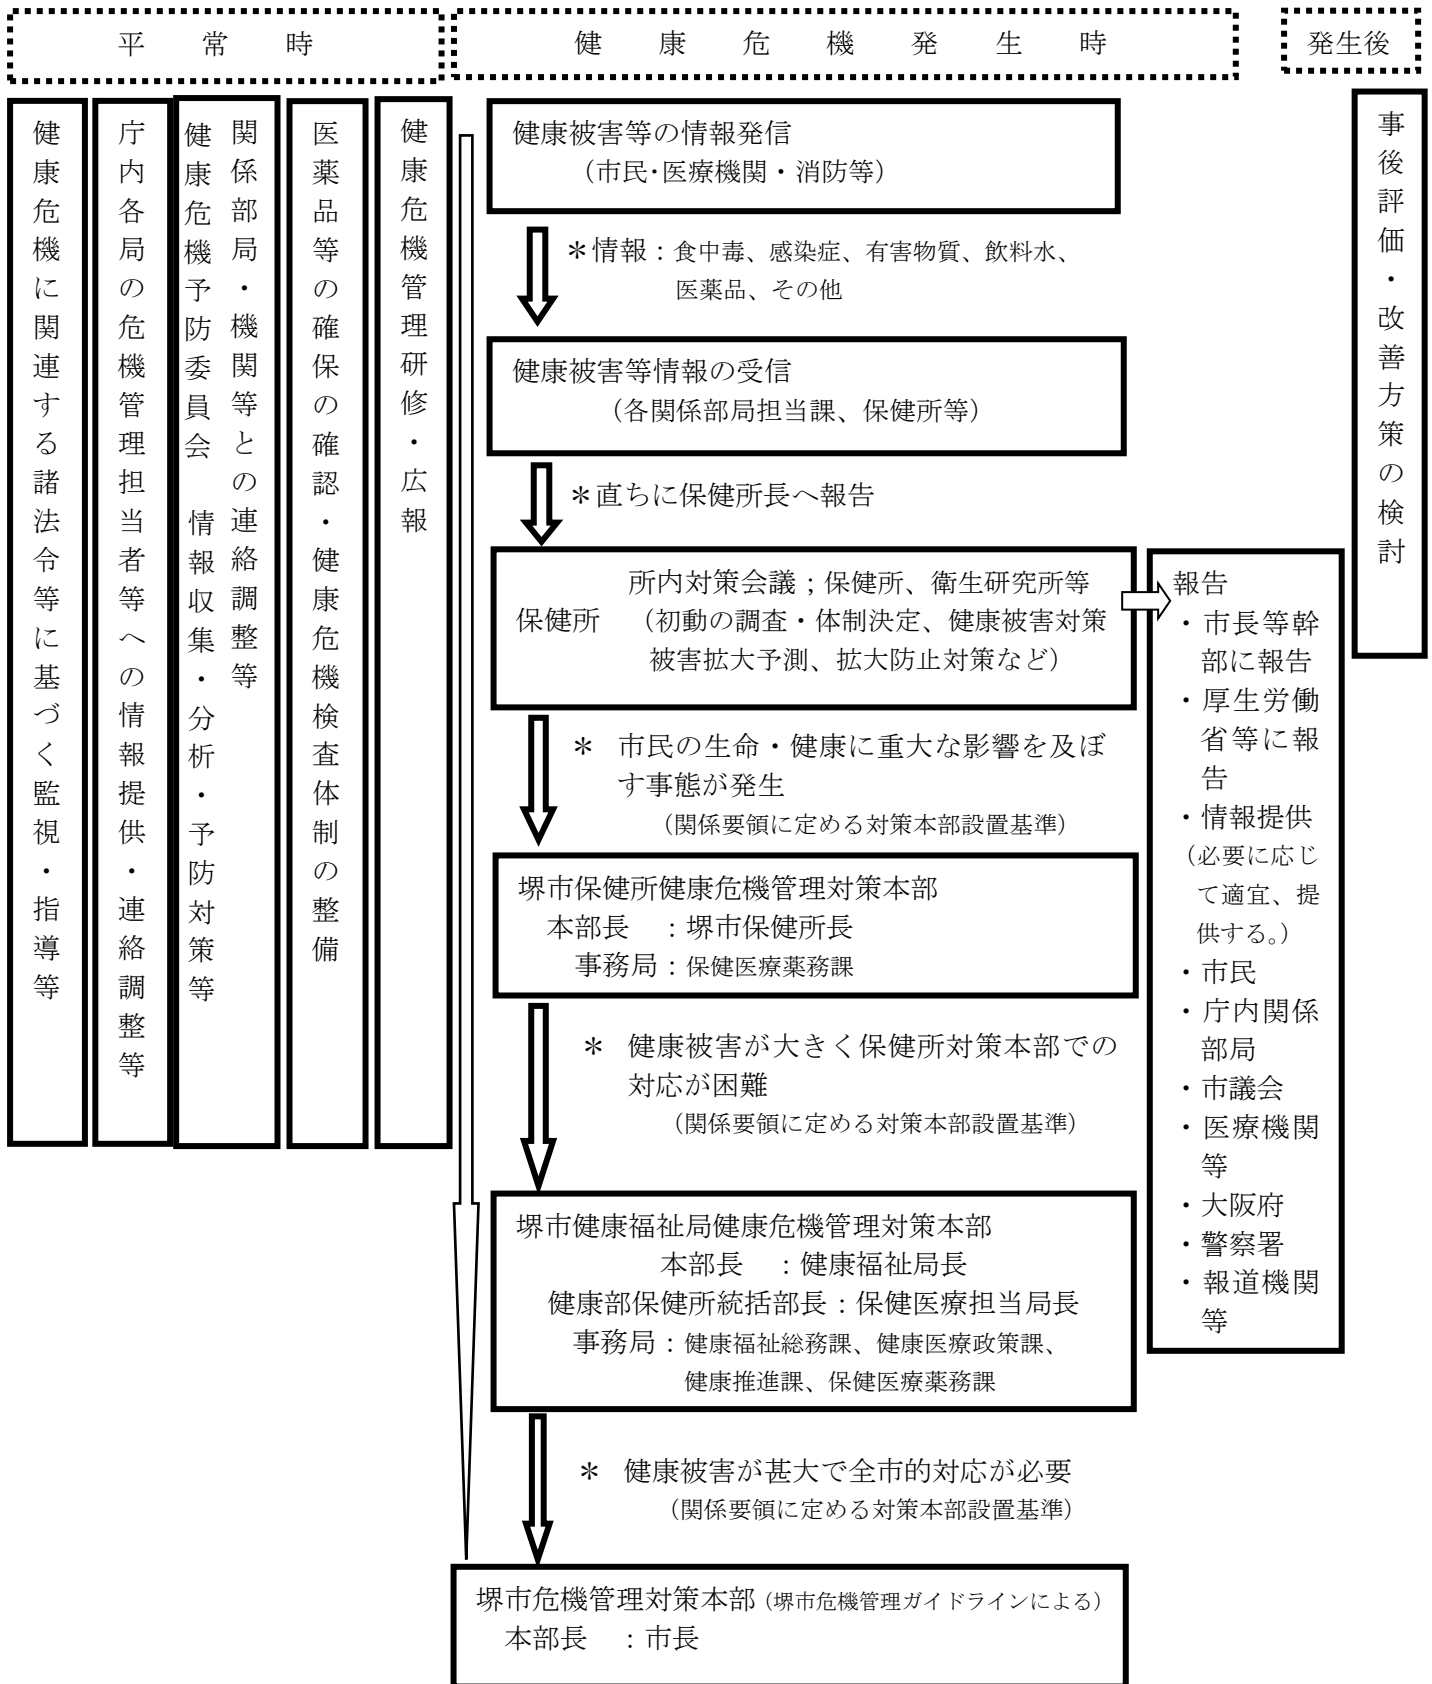 平常時
健康危機発生時
発生後
健康危機に関連する諸法令等に基づく監視・指導等
庁内各局の危機管理担当者等への情報提供・連絡調整等
関係部局・機関等との連絡調整等
健康危機予防委員会 情報収集・分析・予防対策等
医薬品等の確保の確認・健康危機検査体制の整備
健康危機管理研修・広報
健康被害等の情報発信
（市民・医療機関・消防等）
＊情報：食中毒、感染症、有害物質、飲料水、
医薬品、その他
健康被害等情報の受信
（各関係部局担当課、保健所等）
＊直ちに保健所長へ報告
所内対策会議；保健所、衛生研究所等
保健所 （初動の調査・体制決定、健康被害対策
被害拡大予測、拡大防止対策など）
＊ 市民の生命・健康に重大な影響を及ぼ
す事態が発生
（関係要領に定める対策本部設置基準）
堺市保健所健康危機管理対策本部
本部長 ：堺市保健所長
事務局：保健医療薬務課
＊ 健康被害が大きく保健所対策本部での
対応が困難
（関係要領に定める対策本部設置基準）
堺市健康福祉局健康危機管理対策本部
本部長 ：健康福祉局長
健康部保健所統括部長：保健医療担当局長
事務局：健康福祉総務課、健康医療政策課、
健康推進課、保健医療薬務課
＊ 健康被害が甚大で全市的対応が必要
（関係要領に定める対策本部設置基準）
堺市危機管理対策本部（堺市危機管理ガイドラインによる）
本部長 ：市長
報告
・市長等幹
部に報告
・厚生労働
省等に報
告
・情報提供
（必要に応じ
て適宜、提
供する。）
・市民
・庁内関係
部局
・市議会
・医療機関
等
・大阪府
・警察署
・報道機関
等
事後評価・改善方策の検討